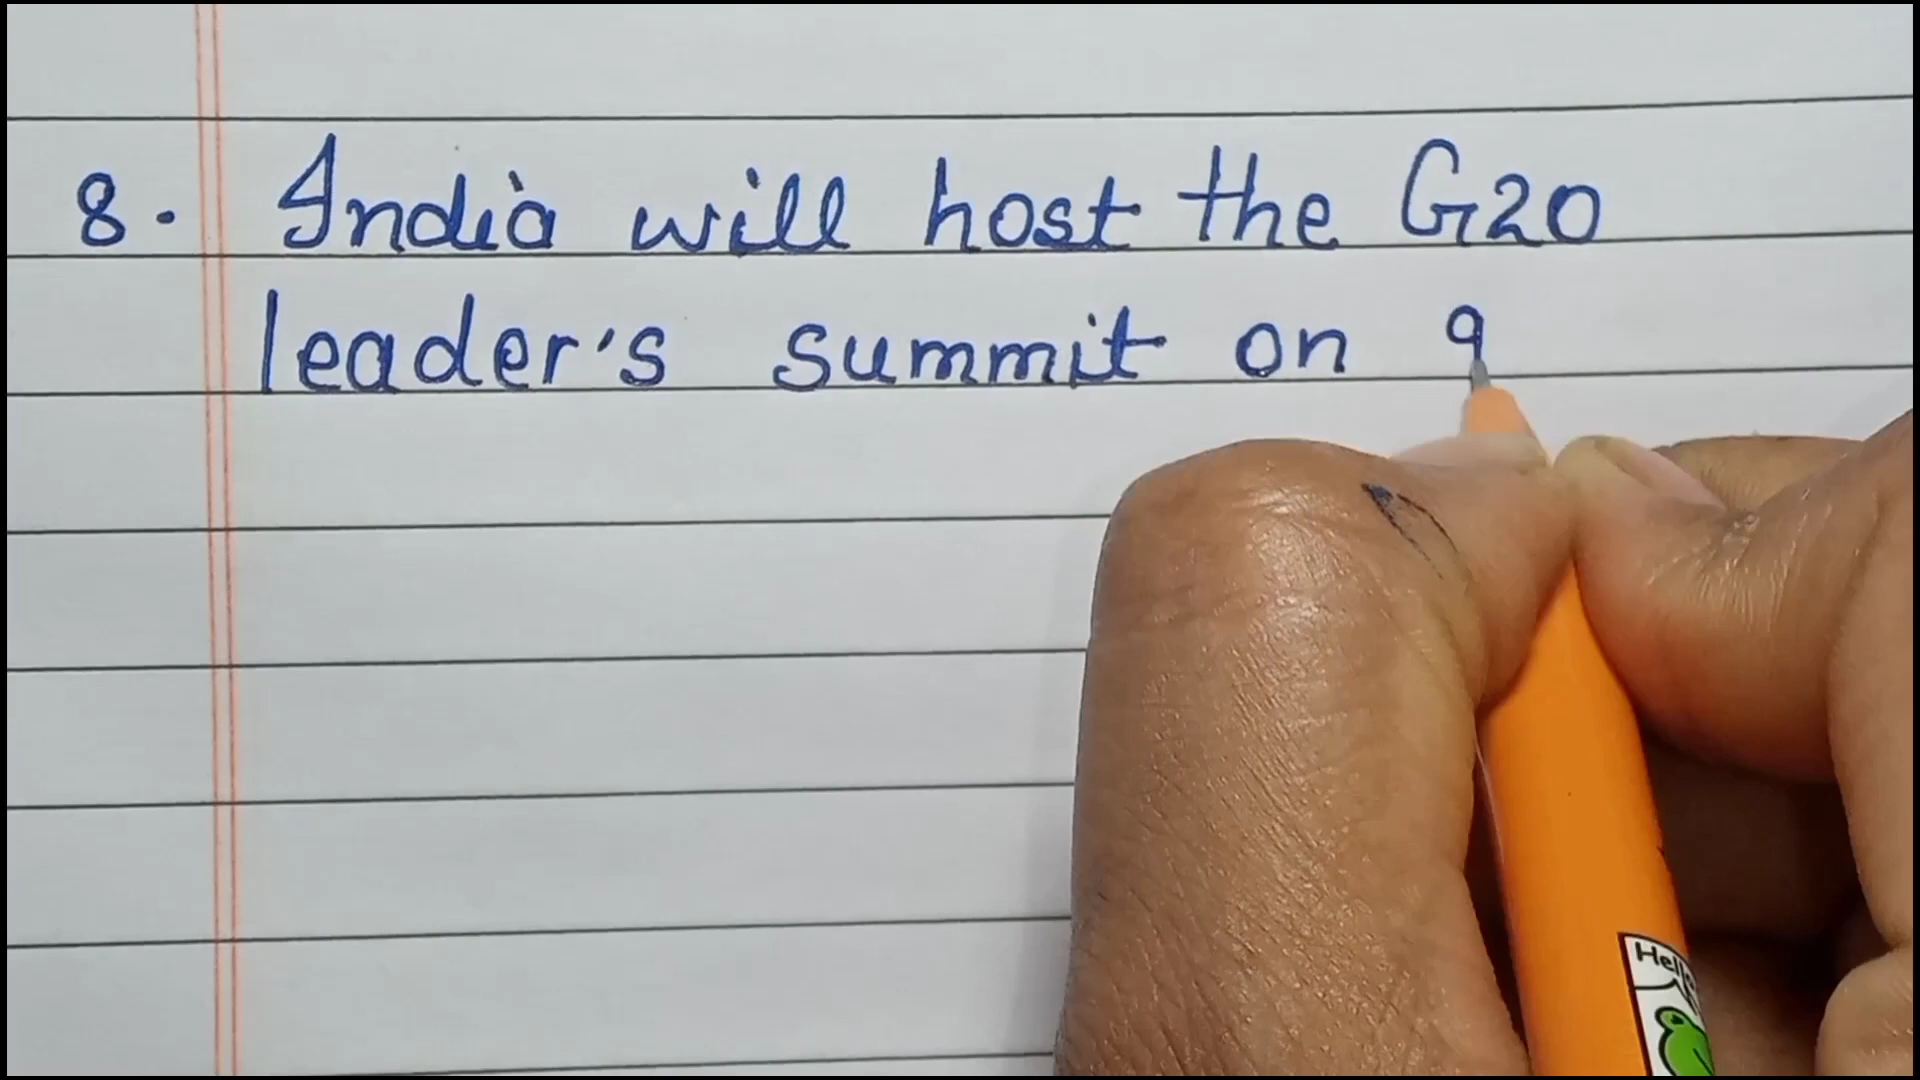 8. India will host the G20
leader's summit on 9